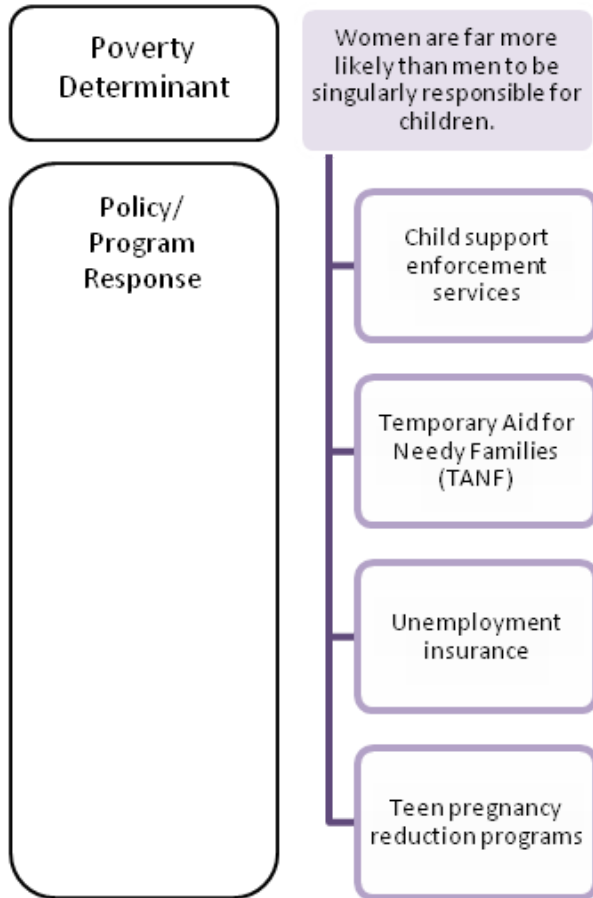 Poverty
Determinant
Women are far more
likely than men to be
singularly responsible for
children.
Policy/
Program
Response
Child support
enforcement
services
Temporary Aid for
Needy Families
(TANF)
Unemployment
insurance
Teen pregnancy
reduction programs